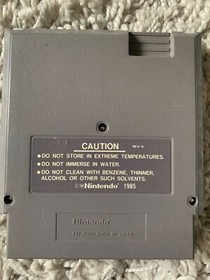 CAUTION
• DO NOT STORE IN EXTREME TEMPERATURES.
• DO NOT IMMERSE IN WATER.
• DO NOT CLEAN WITH BENZENE, THINNER,
ALCOHOL OR OTHER SUCH SOLVENTS.
©®Nintendo® 1985
Nintendo